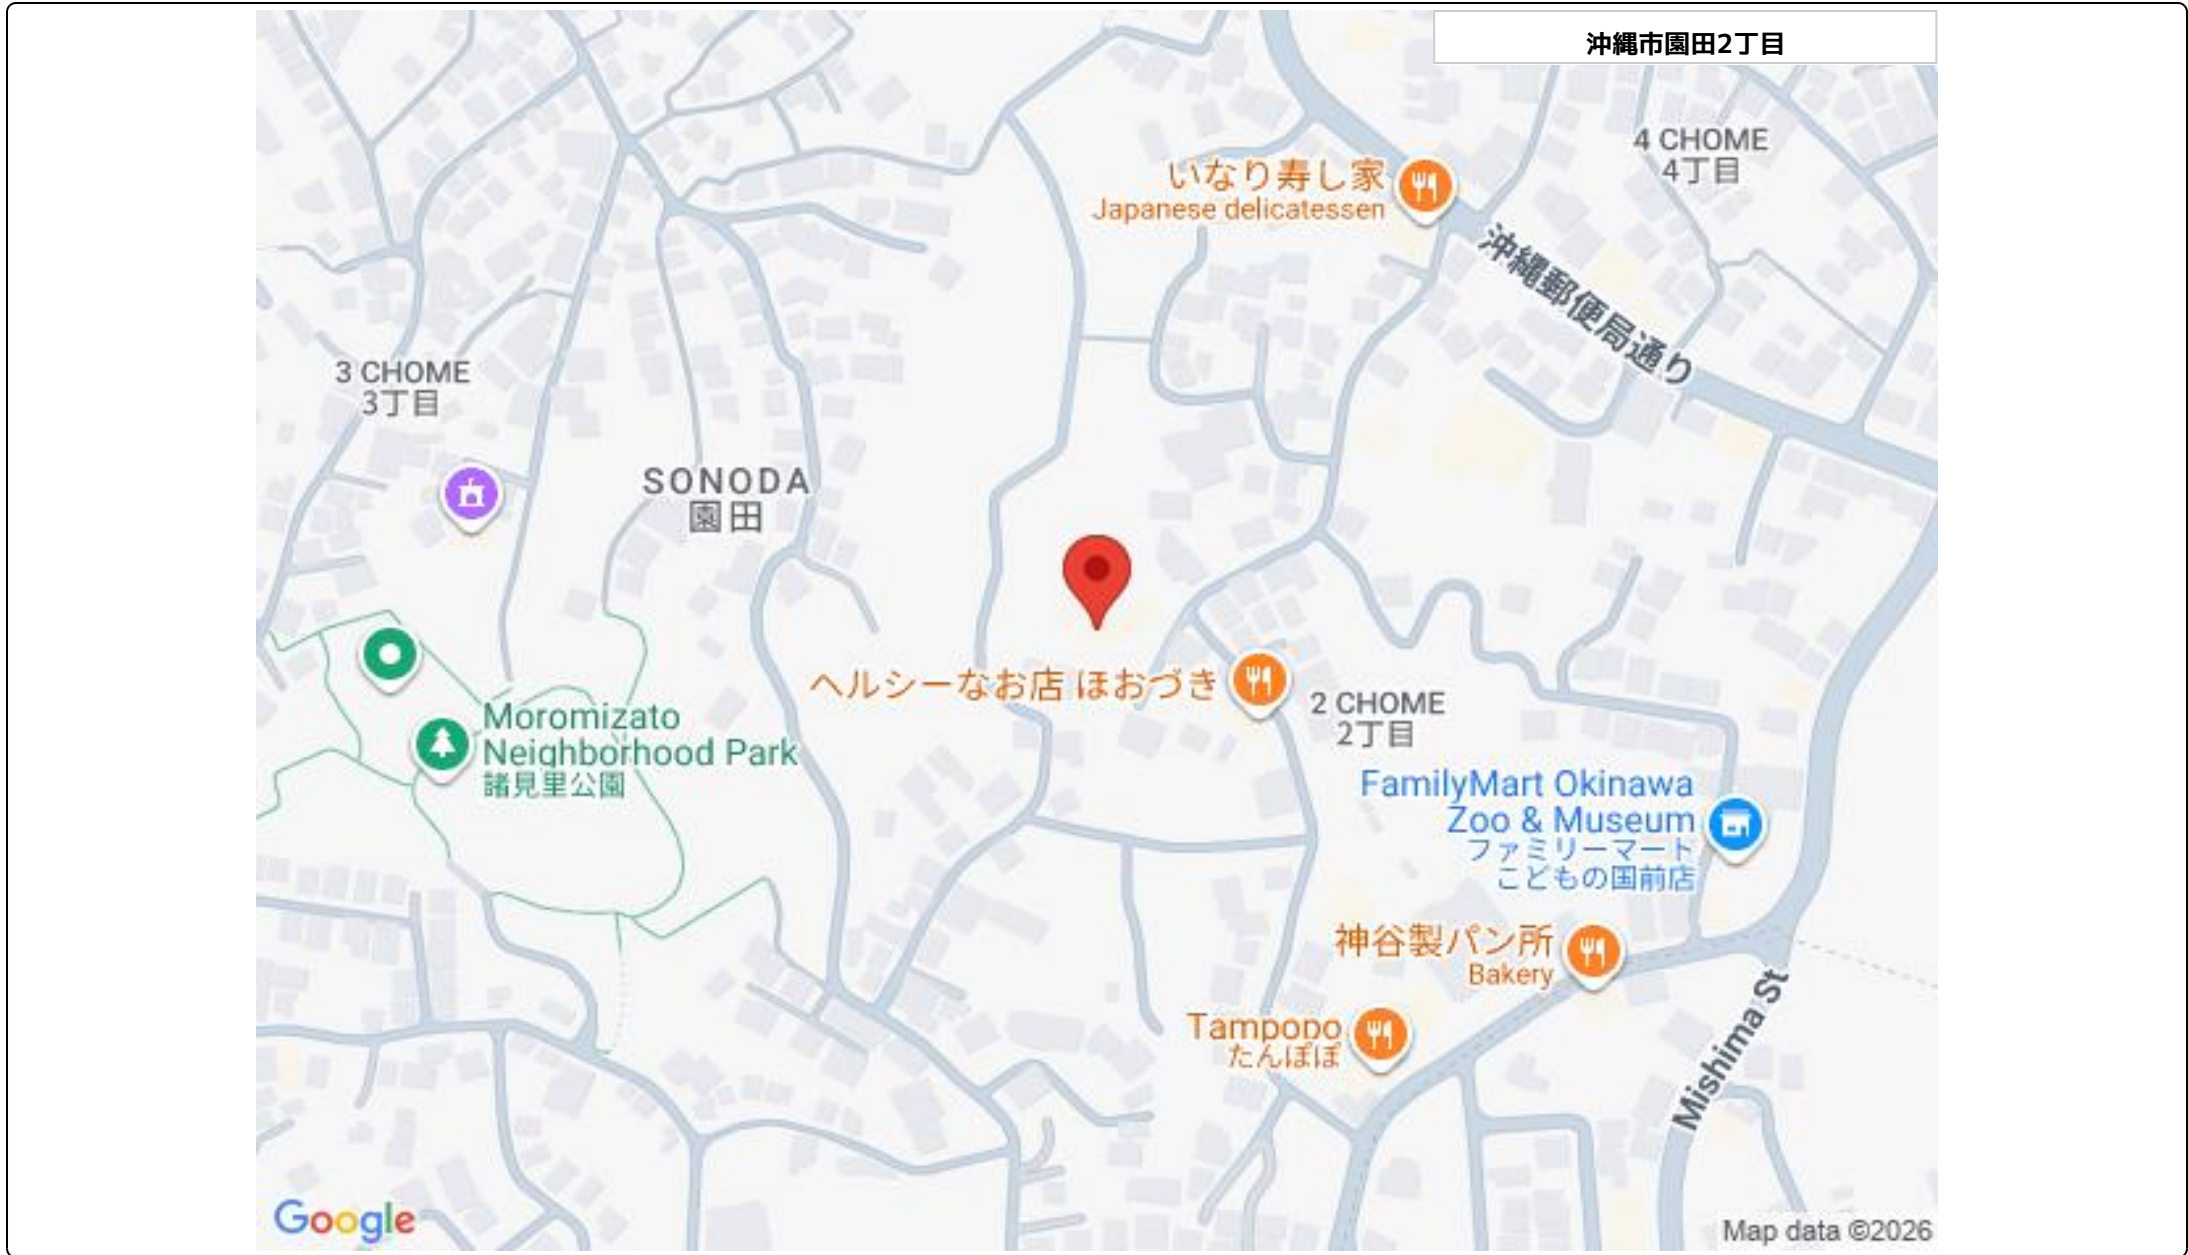 沖縄市園田2丁目
4 CHOME
4丁目
いなり寿し家
Japanese delicatessen
沖縄郵便局通り
3 CHOME
3丁目
SONODA
園田
ヘルシーなお店 ほおづき
2 CHOME
2丁目
Moromizato
Neighborhood Park
諸見里公園
FamilyMart Okinawa
Zoo & Museum
ファミリーマート
こどもの国前店
神谷製パン所
Bakery
Tampopo
たんぽぽ
Mishima St
Google
Map data ©2026